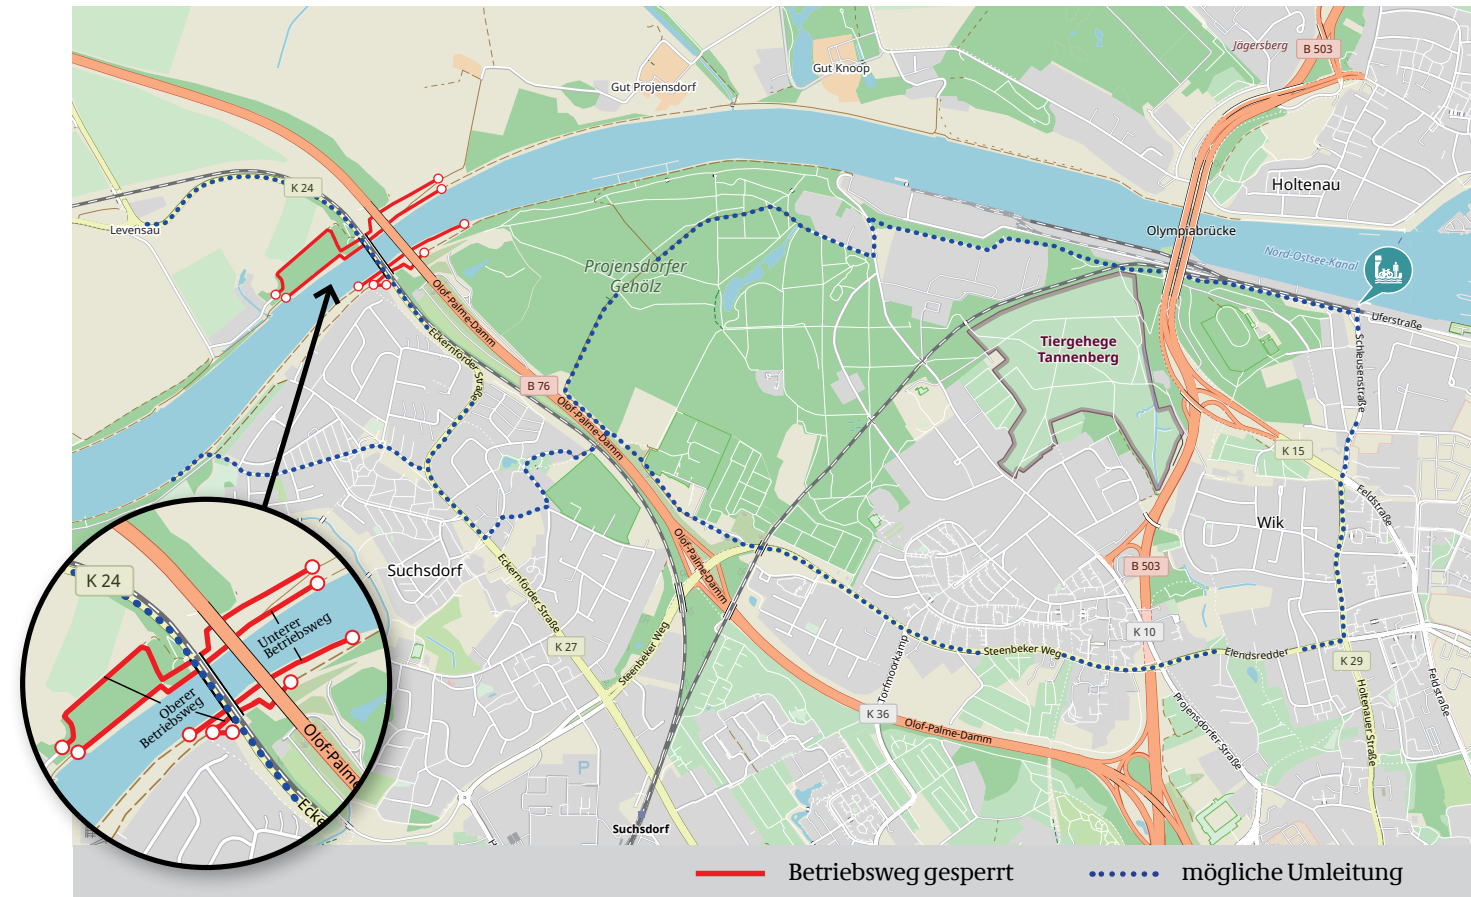 Jägersberg
B 503
Gut Knoop
Gut Projensdorf
K 24
Holtenau
Levensau
Olympiabrücke
Nord-Ostsee-Kanal
Projensdorfer
Gehölz
Olof-Palme-Damm
Uferstraße
Eckernförder Straße
Tiergehege
Tannenberg
Schleusenstraße
B 76
Olof-Palme-Damm
K 15
Feldstraße
Wik
Olof-Palme-Damm
Suchsdorf
Eckernförder Straße
B 503
K 24
Unterer
Betriebsweg
K 10
K 27
Steenbeker Weg
Steenbeker Weg
Elendsredder
K 29
Torfmoorkamp
Feldstraße
Oberer
Betriebsweg
K 36
Olof-Palme-Damm
Projensdorfer Straße
Holtenauer Straße
Olof-Palme
P
Ecke
Suchsdorf
Betriebsweg gesperrt
mögliche Umleitung